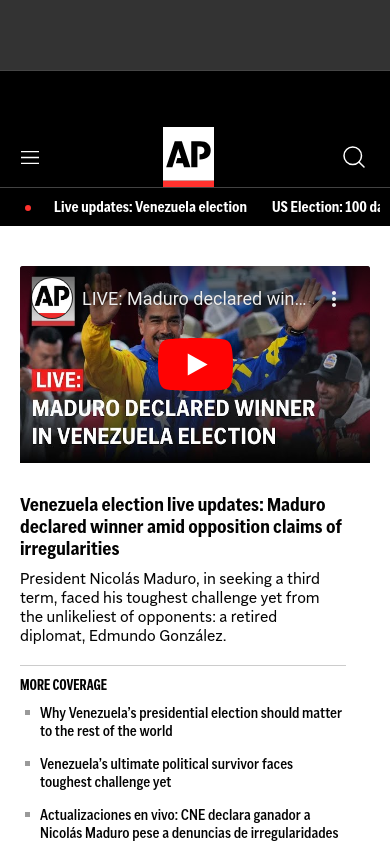 AP
Live updates: Venezuela election US Election: 100 da
AP LIVE: Maduro declared win...
LIVE:
MADURO DECLARED WINNER
IN VENEZUELA ELECTION
Venezuela election live updates: Maduro
declared winner amid opposition claims of
irregularities
President Nicolás Maduro, in seeking a third
term, faced his toughest challenge yet from
the unlikeliest of opponents: a retired
diplomat, Edmundo González.
MORE COVERAGE
Why Venezuela’s presidential election should matter
to the rest of the world
Venezuela’s ultimate political survivor faces
toughest challenge yet
Actualizaciones en vivo: CNE declara ganador a
Nicolás Maduro pese a denuncias de irregularidades